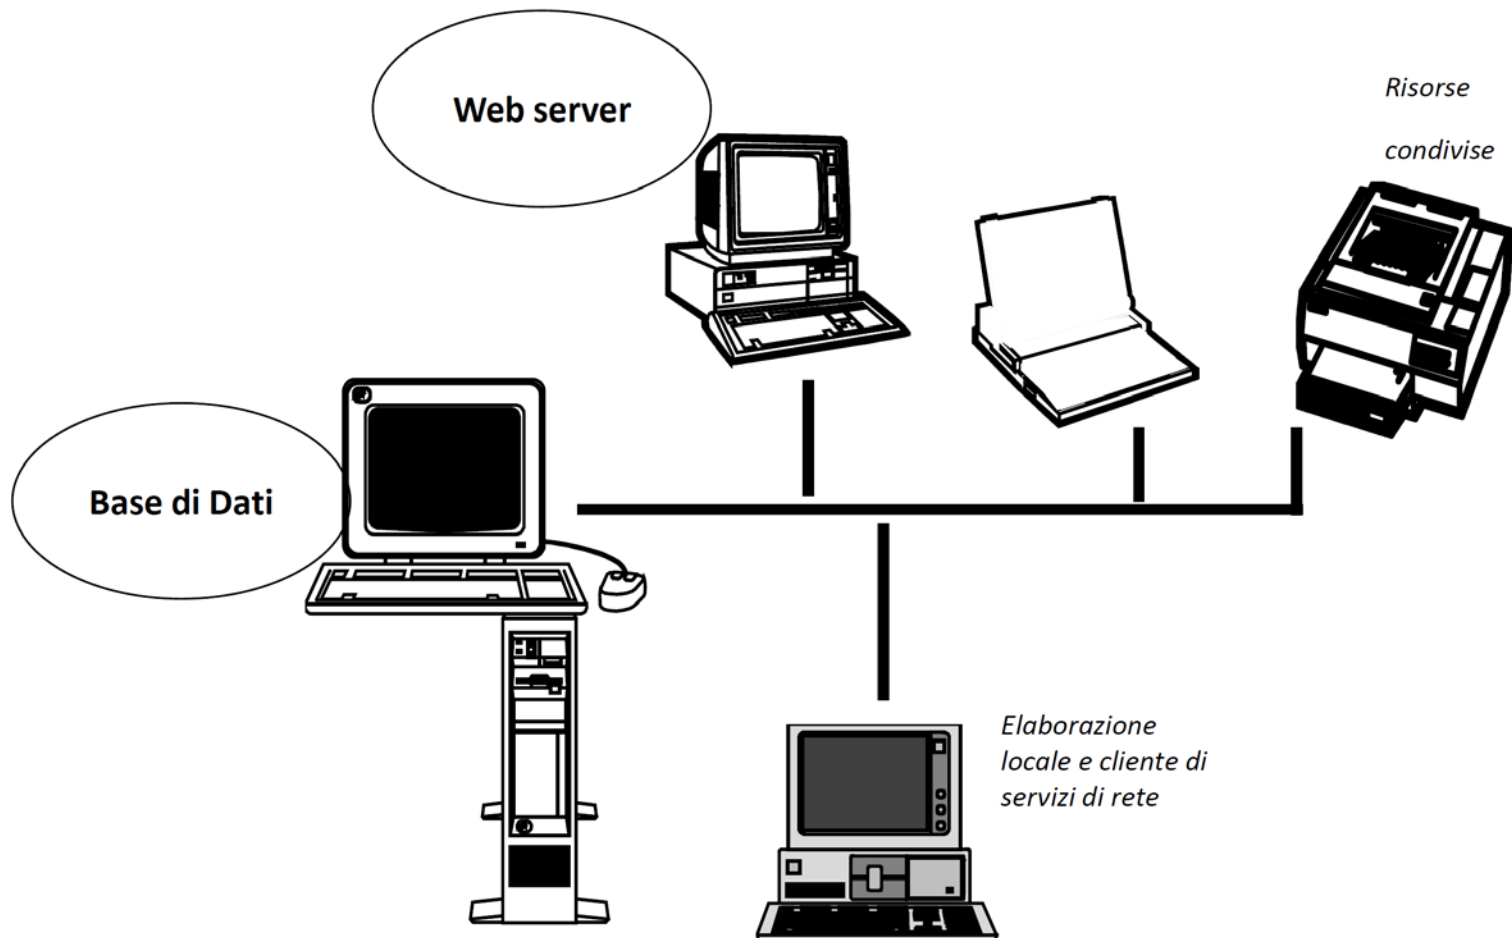 Web server
Risorse
condivise
Base di Dati
Elaborazione
locale e cliente di
servizi di rete